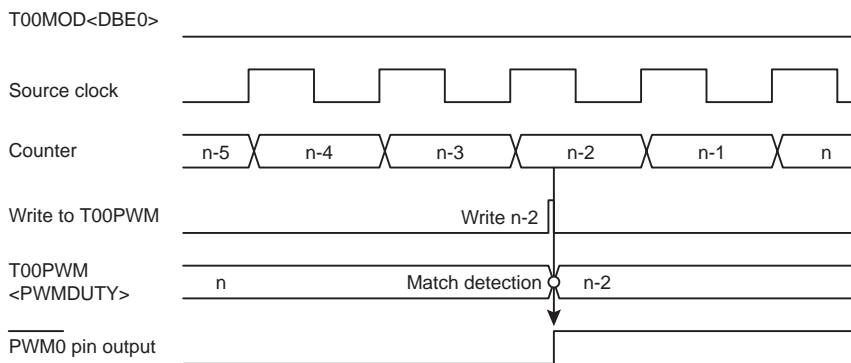 T00MOD<DBE0>
Source clock
Counter n-5 n-4 n-3 n-2 n-1 n
Write to T00PWM Write n-2
T00PWM
<PWMDUTY> n Match detection n-2
PWM0 pin output